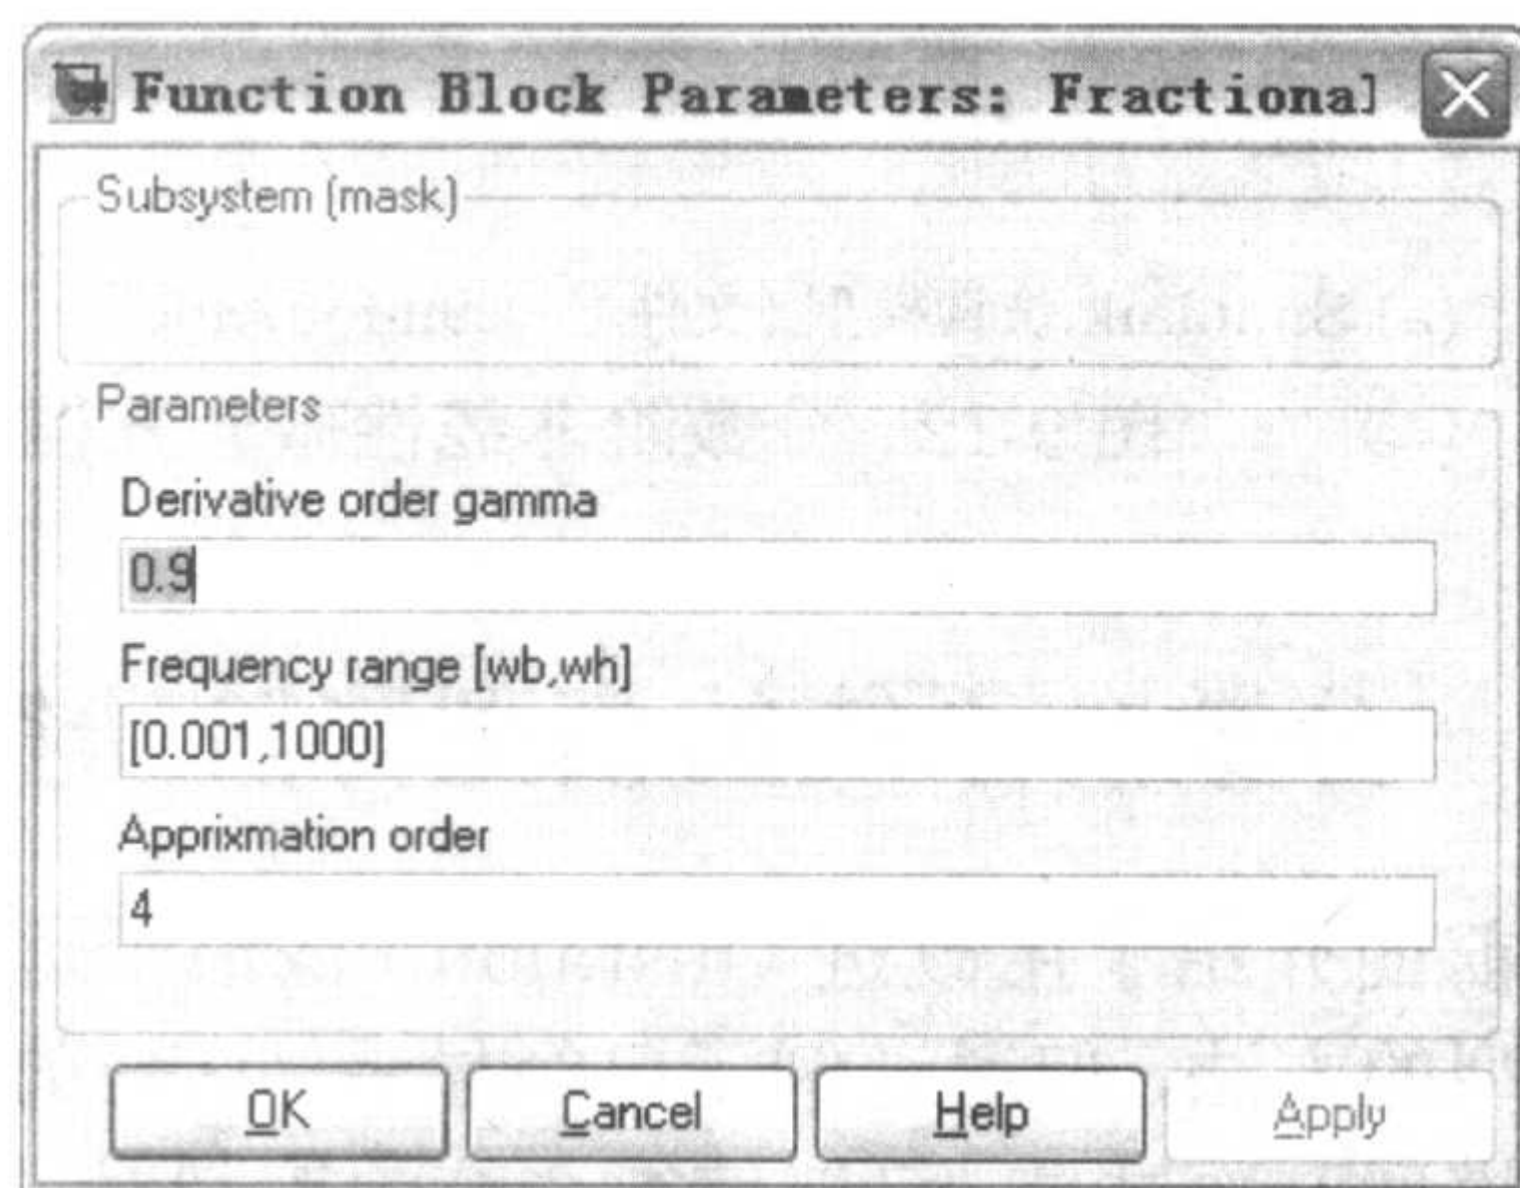 Function Block Parameters: Fractional
Subsystem (mask)
Parameters
Derivative order gamma
0.9
Frequency range [wb,wh]
[0.001,1000]
Apprixmation order
4
OK Cancel Help Apply